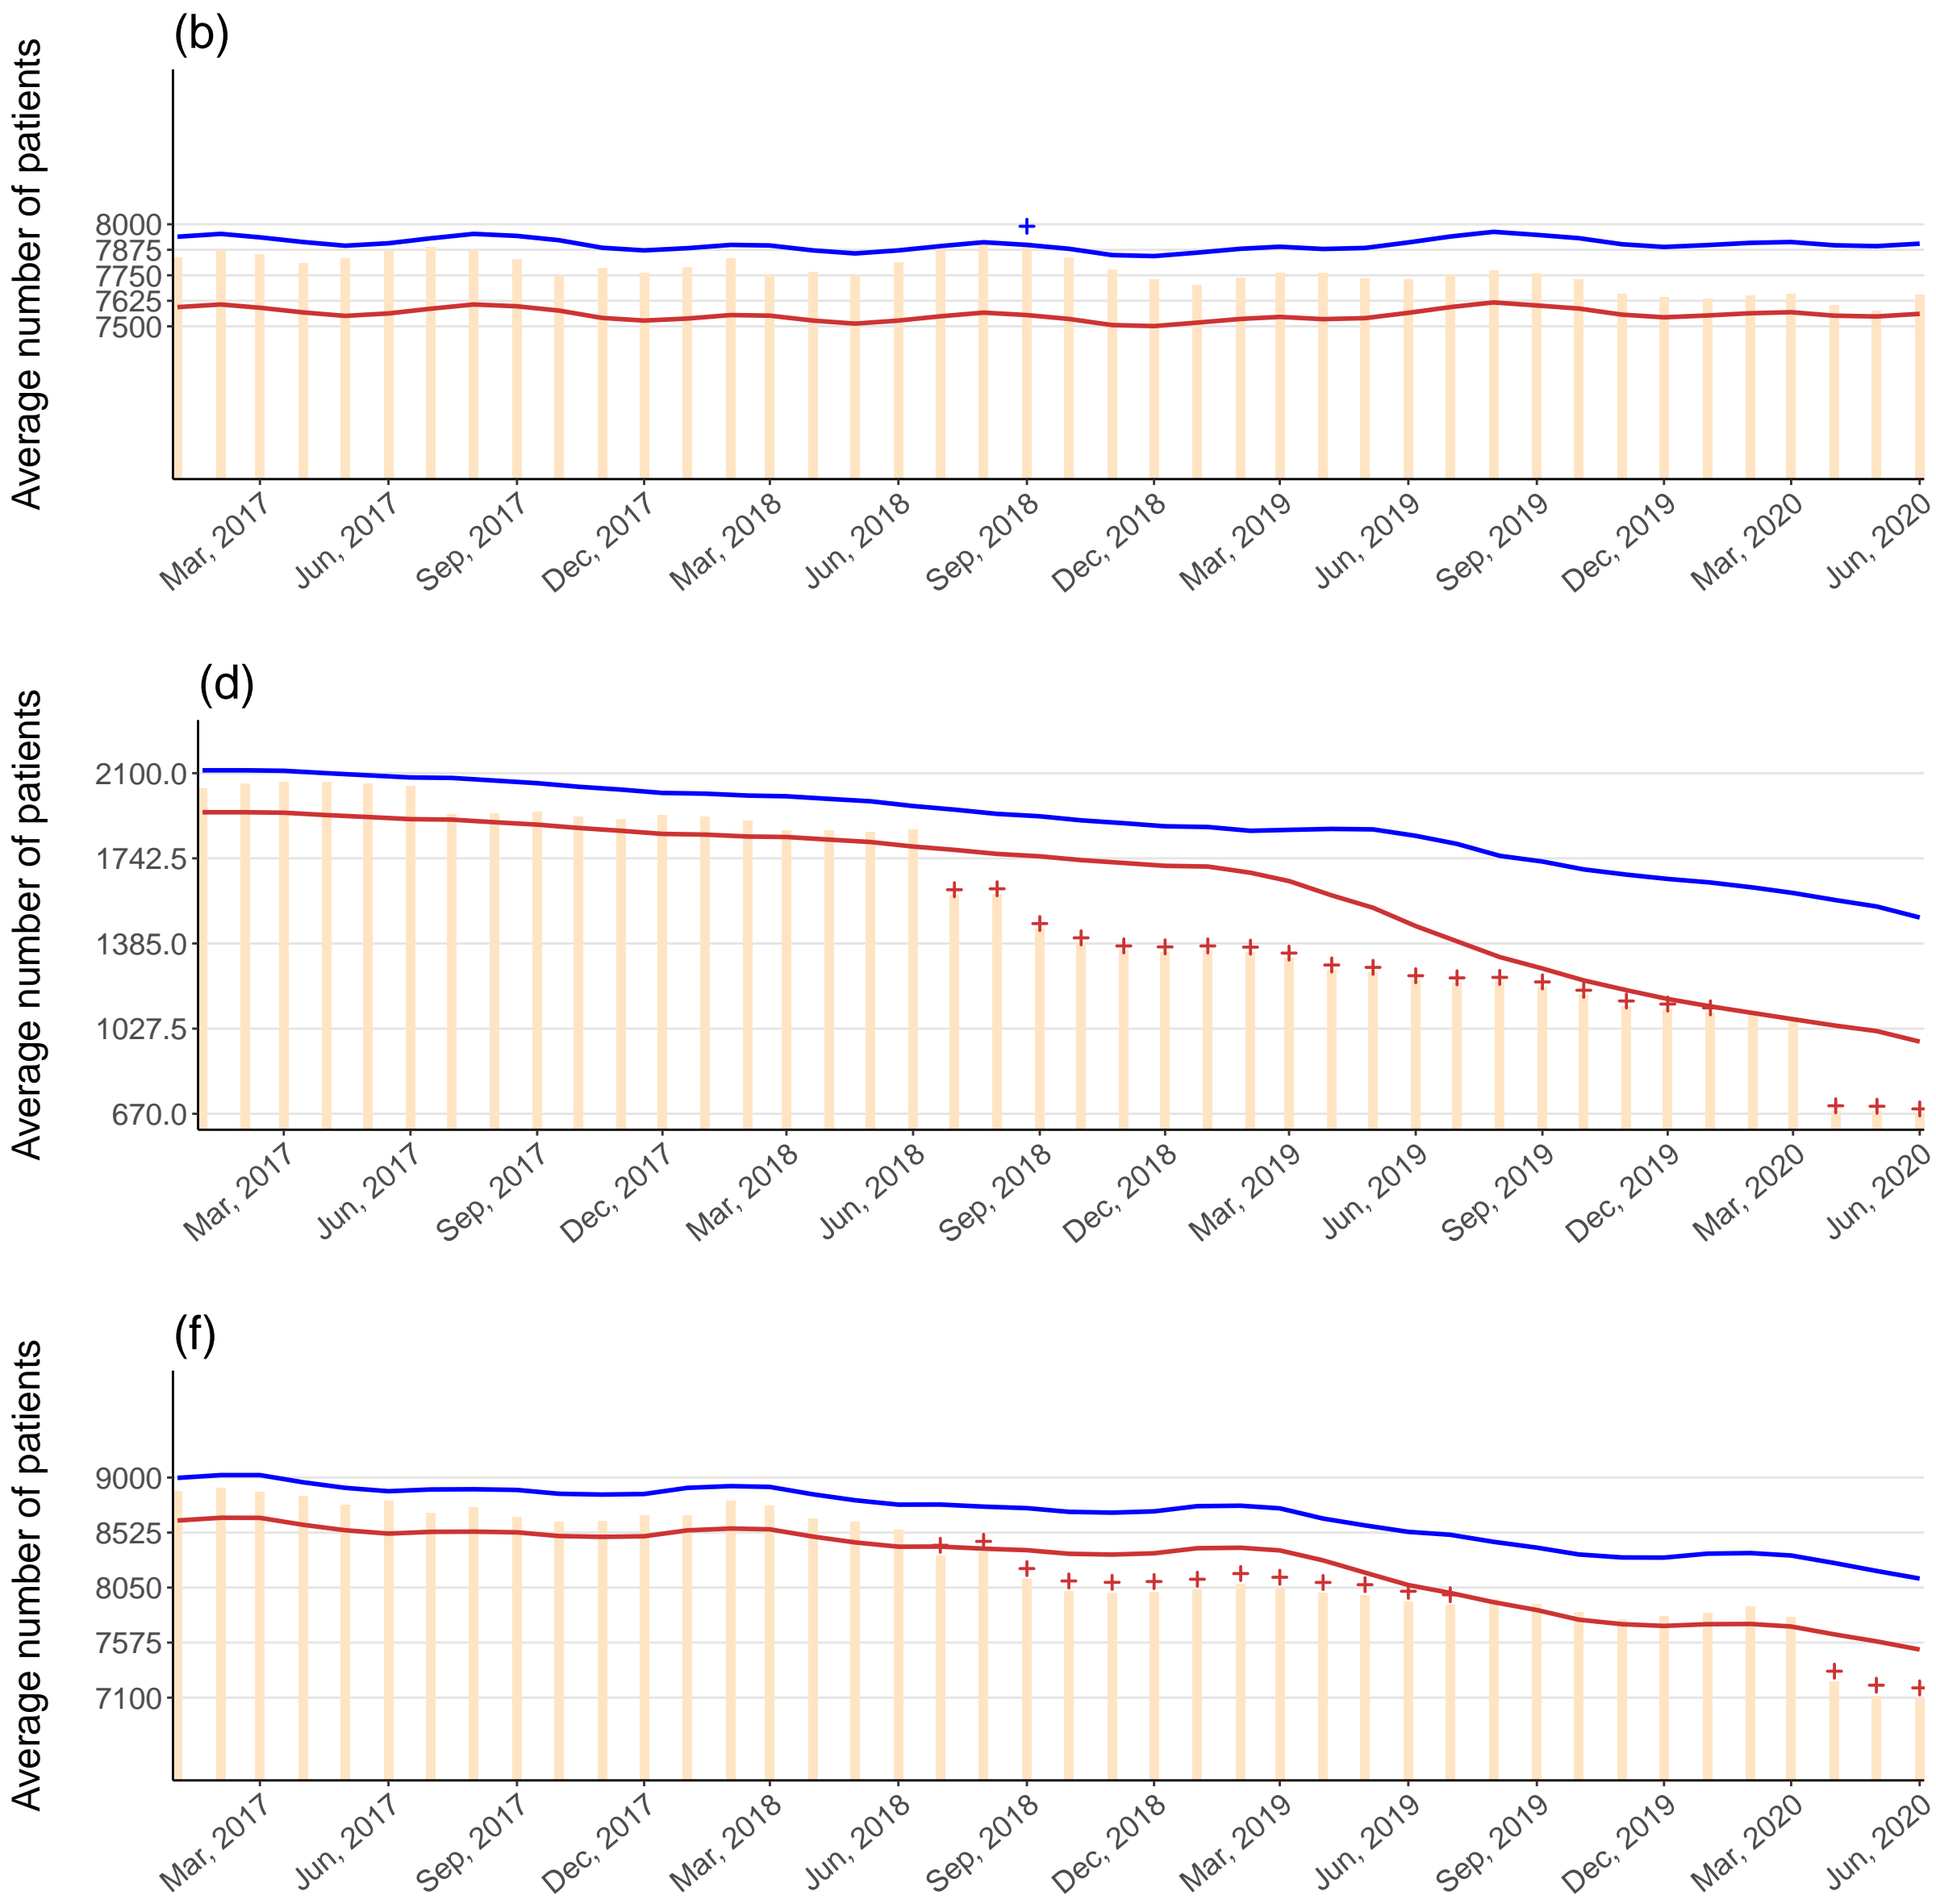 (b)
Average number of patients
8000
7875
7750
7625
7500
Mar, 2017
Jun, 2017
Sep, 2017
Dec, 2017
Mar, 2018
Jun, 2018
Sep, 2018
Dec, 2018
Mar, 2019
Jun, 2019
Sep, 2019
Dec, 2019
Mar, 2020
Jun, 2020
(d)
Average number of patients
2100.0
1742.5
1385.0
1027.5
670.0
Mar, 2017
Jun, 2017
Sep, 2017
Dec, 2017
Mar, 2018
Jun, 2018
Sep, 2018
Dec, 2018
Mar, 2019
Jun, 2019
Sep, 2019
Dec, 2019
Mar, 2020
Jun, 2020
(f)
Average number of patients
9000
8525
8050
7575
7100
Mar, 2017
Jun, 2017
Sep, 2017
Dec, 2017
Mar, 2018
Jun, 2018
Sep, 2018
Dec, 2018
Mar, 2019
Jun, 2019
Sep, 2019
Dec, 2019
Mar, 2020
Jun, 2020